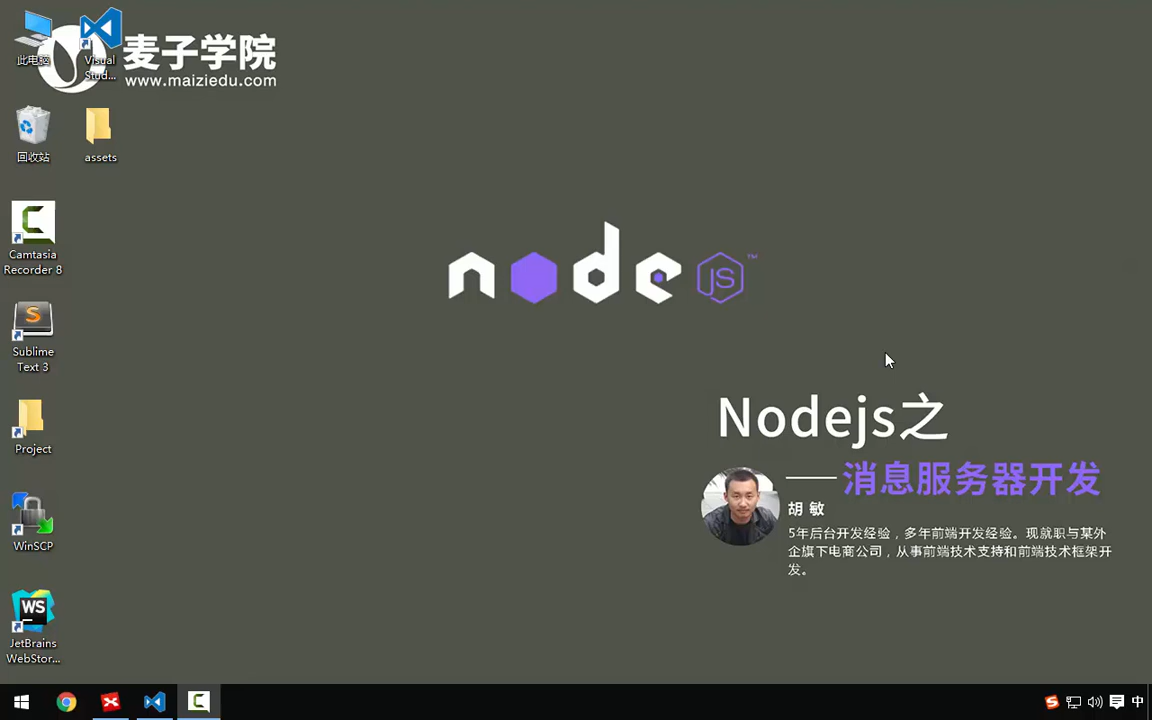 麦子学院
www.maiziedu.com
此电脑
Visual
Stud...
回收站
assets
Camtasia
Recorder 8
S
Sublime
Text 3
Project
WinSCP
WS
JetBrains
WebStor...
node JS™
Nodejs之
——消息服务器开发
胡 敏
5年后台开发经验，多年前端开发经验。现就职与某外
企旗下电商公司，从事前端技术支持和前端技术框架开
发。
中